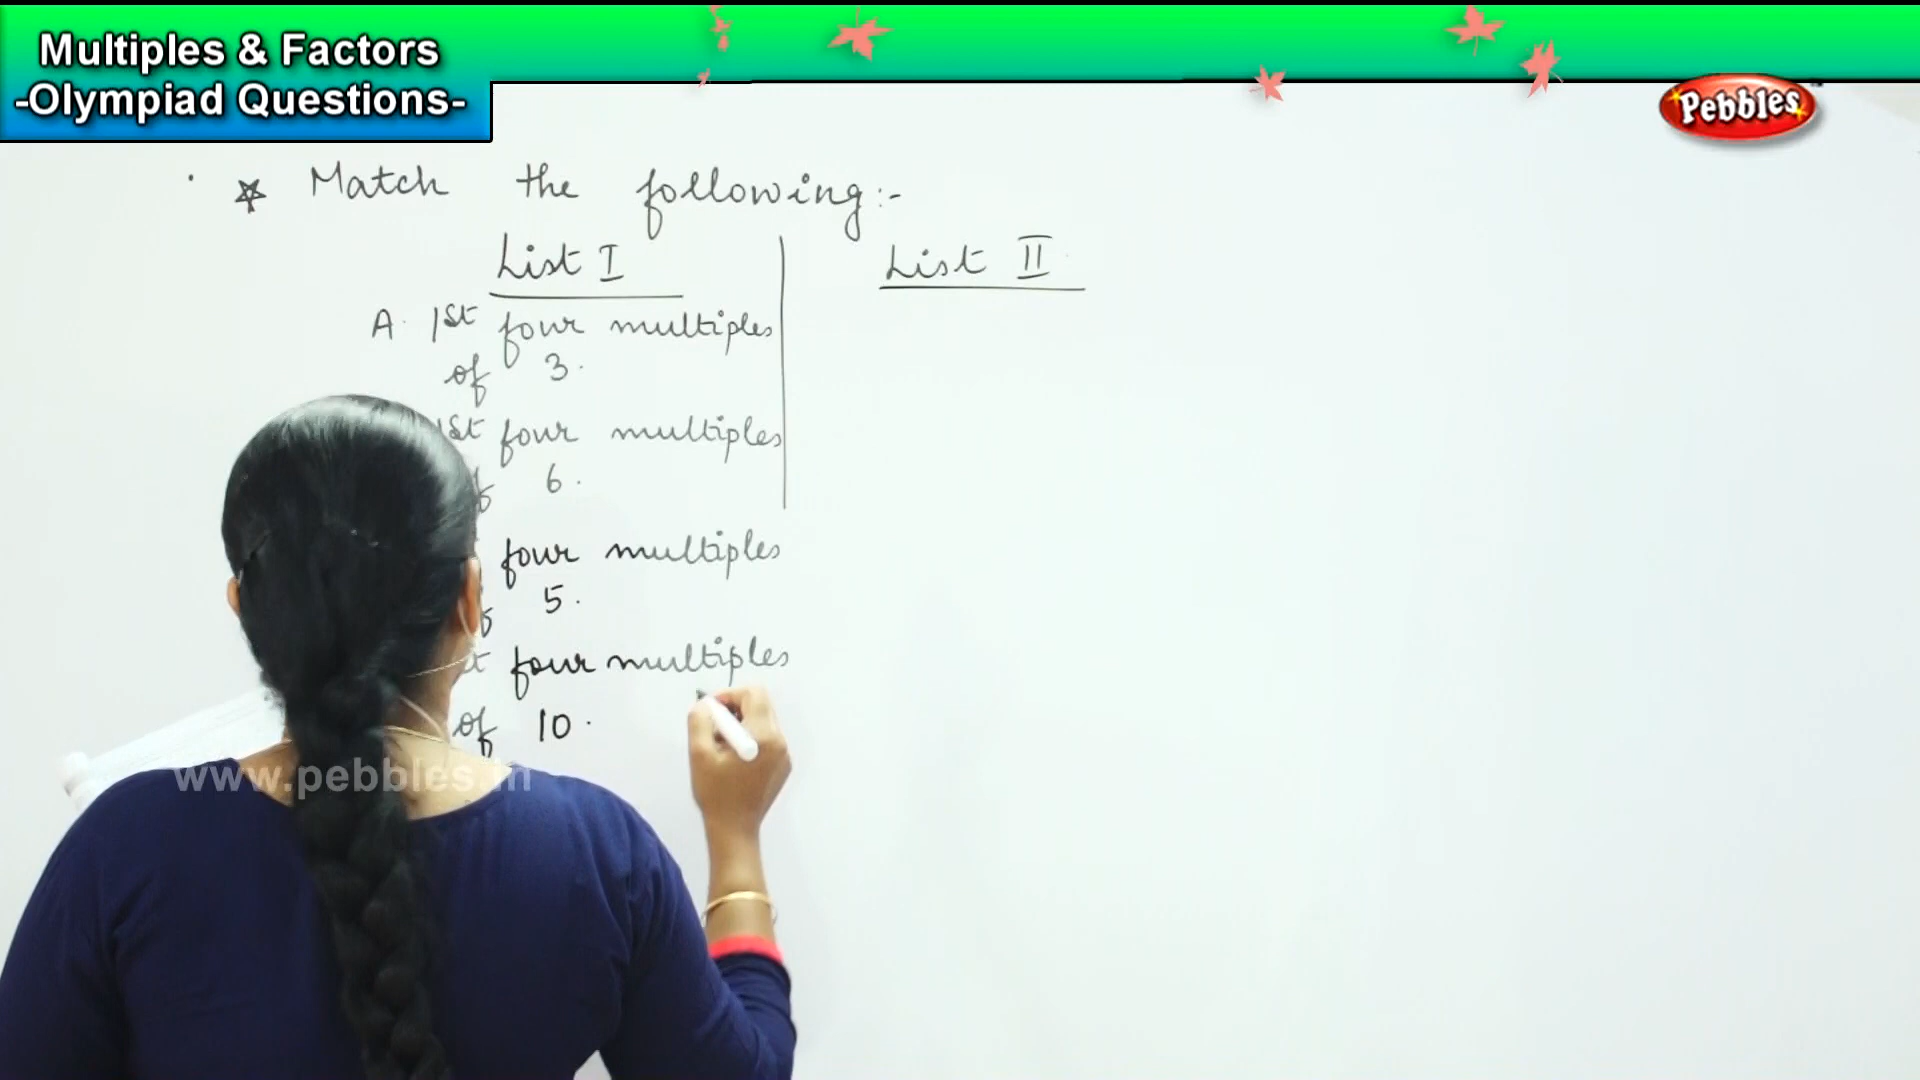 Multiples & Factors
-Olympiad Questions-
Pebbles
* Match the following:-
List I
List II
A. 1st four multiples
of 3.
1st four multiples
6.
four multiples
5.
four multiples
of 10.
www.pebbles.in